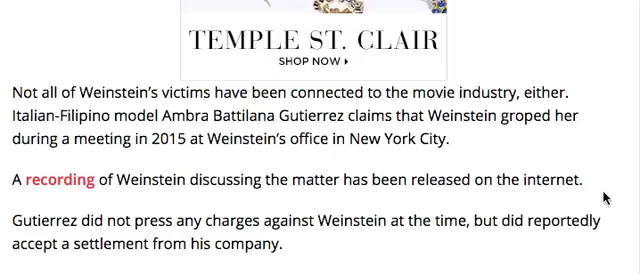 TEMPLE ST. CLAIR
SHOP NOW
Not all of Weinstein’s victims have been connected to the movie industry, either.
Italian-Filipino model Ambra Battilana Gutierrez claims that Weinstein groped her
during a meeting in 2015 at Weinstein’s office in New York City.
A recording of Weinstein discussing the matter has been released on the internet.
Gutierrez did not press any charges against Weinstein at the time, but did reportedly
accept a settlement from his company.